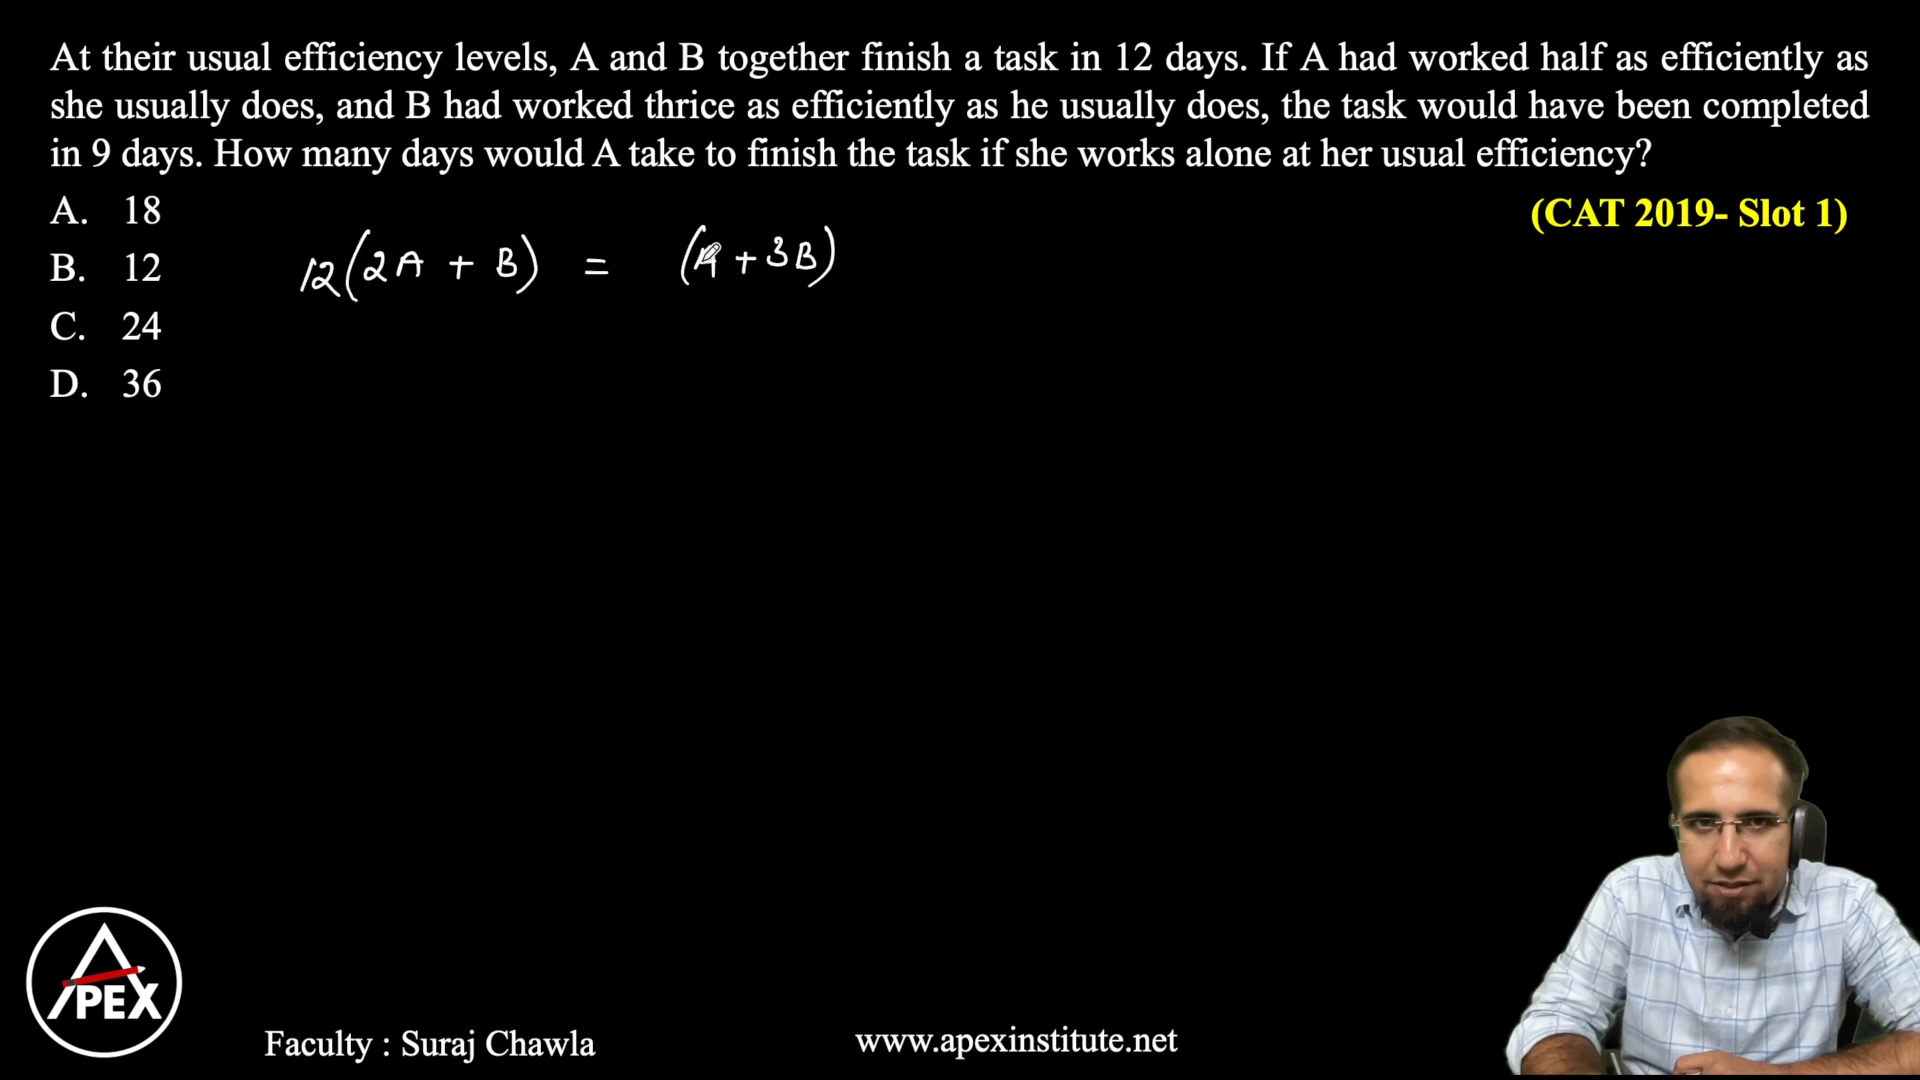 At their usual efficiency levels, A and B together finish a task in 12 days. If A had worked half as efficiently as
she usually does, and B had worked thrice as efficiently as he usually does, the task would have been completed
in 9 days. How many days would A take to finish the task if she works alone at her usual efficiency?
(CAT 2019- Slot 1)
A. 18
B. 12
C. 24
D. 36
12(2A + B) = (A + 3B)
APEX
Faculty : Suraj Chawla
www.apexinstitute.net